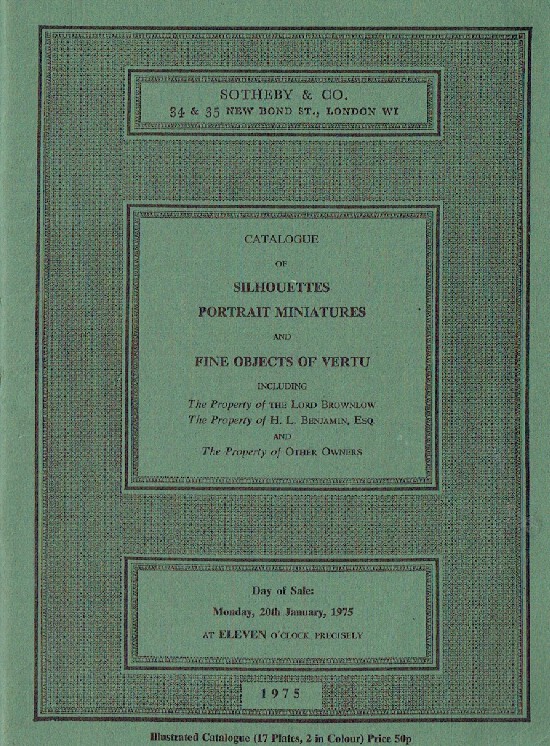 SOTHEBY & CO.
34 & 35 NEW BOND ST., LONDON W1
CATALOGUE
OF
SILHOUETTES
PORTRAIT MINIATURES
AND
FINE OBJECTS OF VERTU
INCLUDING
The Property of THE LORD BROWNLOW
The Property of H. L. BENJAMIN, ESQ.
AND
The Property of OTHER OWNERS
Day of Sale:
Monday, 20th January, 1975
AT ELEVEN O'CLOCK PRECISELY
1975
Illustrated Catalogue (17 Plates, 2 in Colour) Price 50p